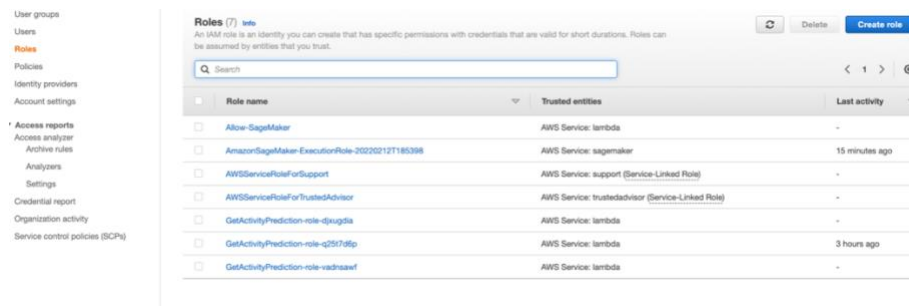 User groups
Users
Roles
Policies
Identity providers
Account settings
Access reports
Access analyzer
Archive rules
Analyzers
Settings
Credential report
Organization activity
Service control policies (SCPs)
Roles (7) Info
An IAM role is an identity you can create that has specific permissions with credentials that are valid for short durations. Roles can
be assumed by entities that you trust.
Delete
Create role
Search
1
Role name Trusted entities Last activity
Allow-SageMaker AWS Service: lambda -
AmazonSageMaker-ExecutionRole-20220212T185398 AWS Service: sagemaker 15 minutes ago
AWSServiceRoleForSupport AWS Service: support (Service-Linked Role) -
AWSServiceRoleForTrustedAdvisor AWS Service: trustedadvisor (Service-Linked Role) -
GetActivityPrediction-role-djxugdia AWS Service: lambda -
GetActivityPrediction-role-q25t7d6p AWS Service: lambda 3 hours ago
GetActivityPrediction-role-vadnsawf AWS Service: lambda -